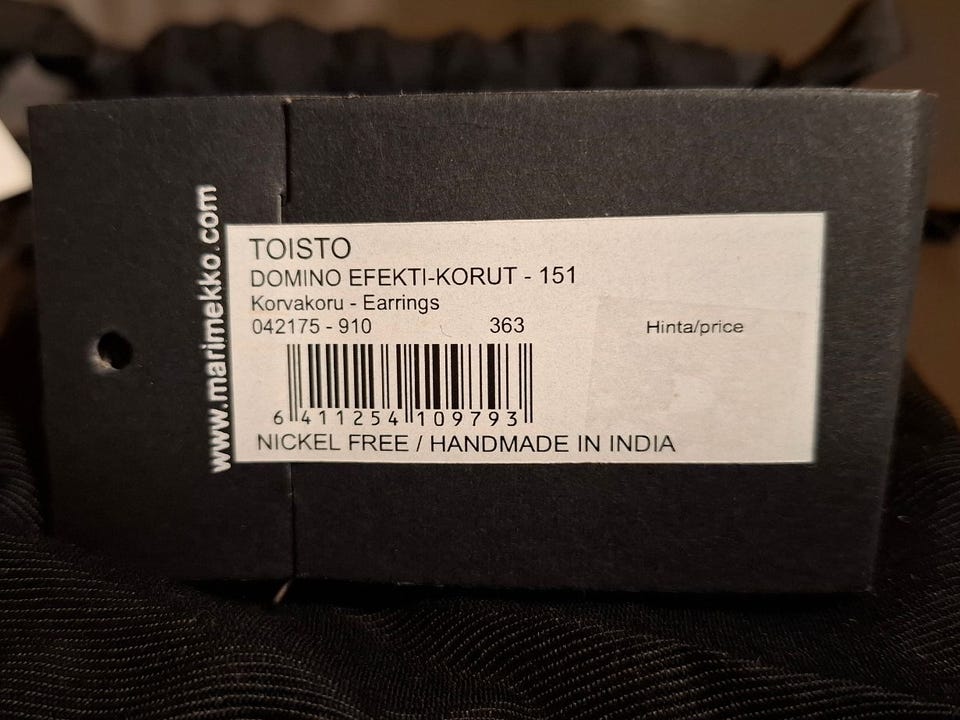 www.marimekko.com
TOISTO
DOMINO EFEKTI-KORUT - 151
Korvakoru - Earrings
042175 - 910 363
Hinta/price
6 411254 109793
NICKEL FREE / HANDMADE IN INDIA